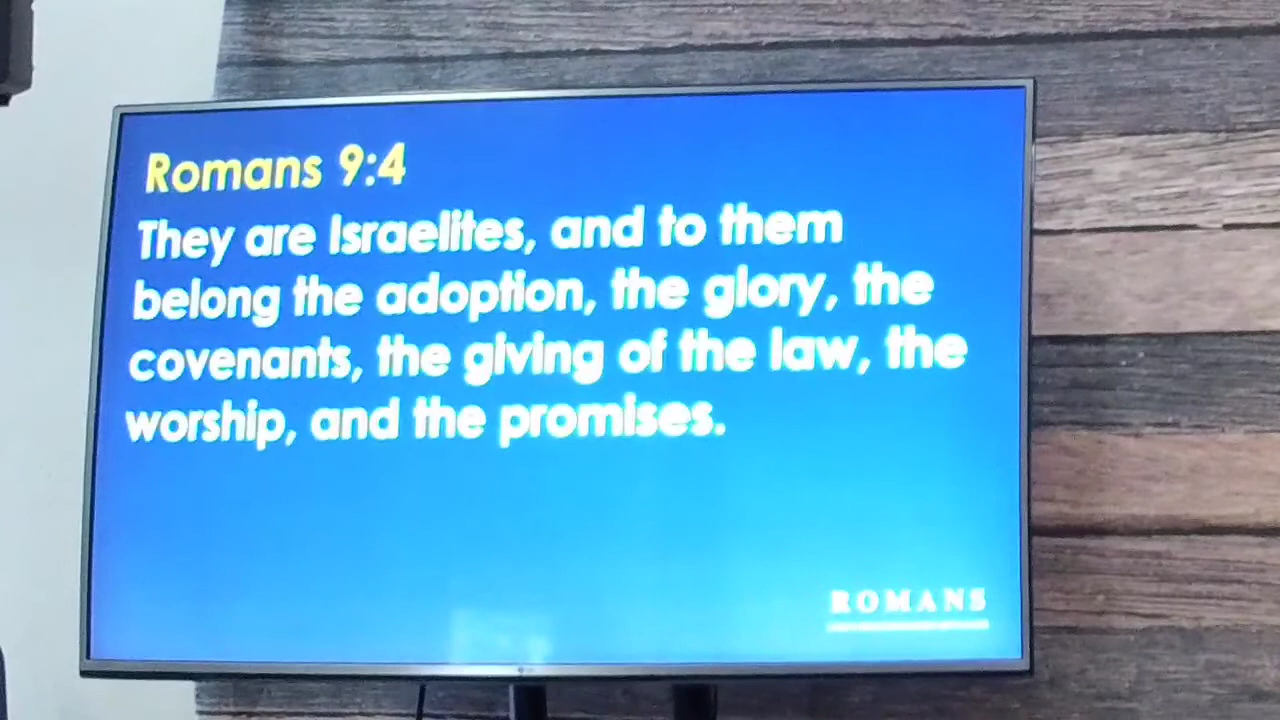 Romans 9:4
They are Israelites, and to them
belong the adoption, the glory, the
covenants, the giving of the law, the
worship, and the promises.
ROMANS